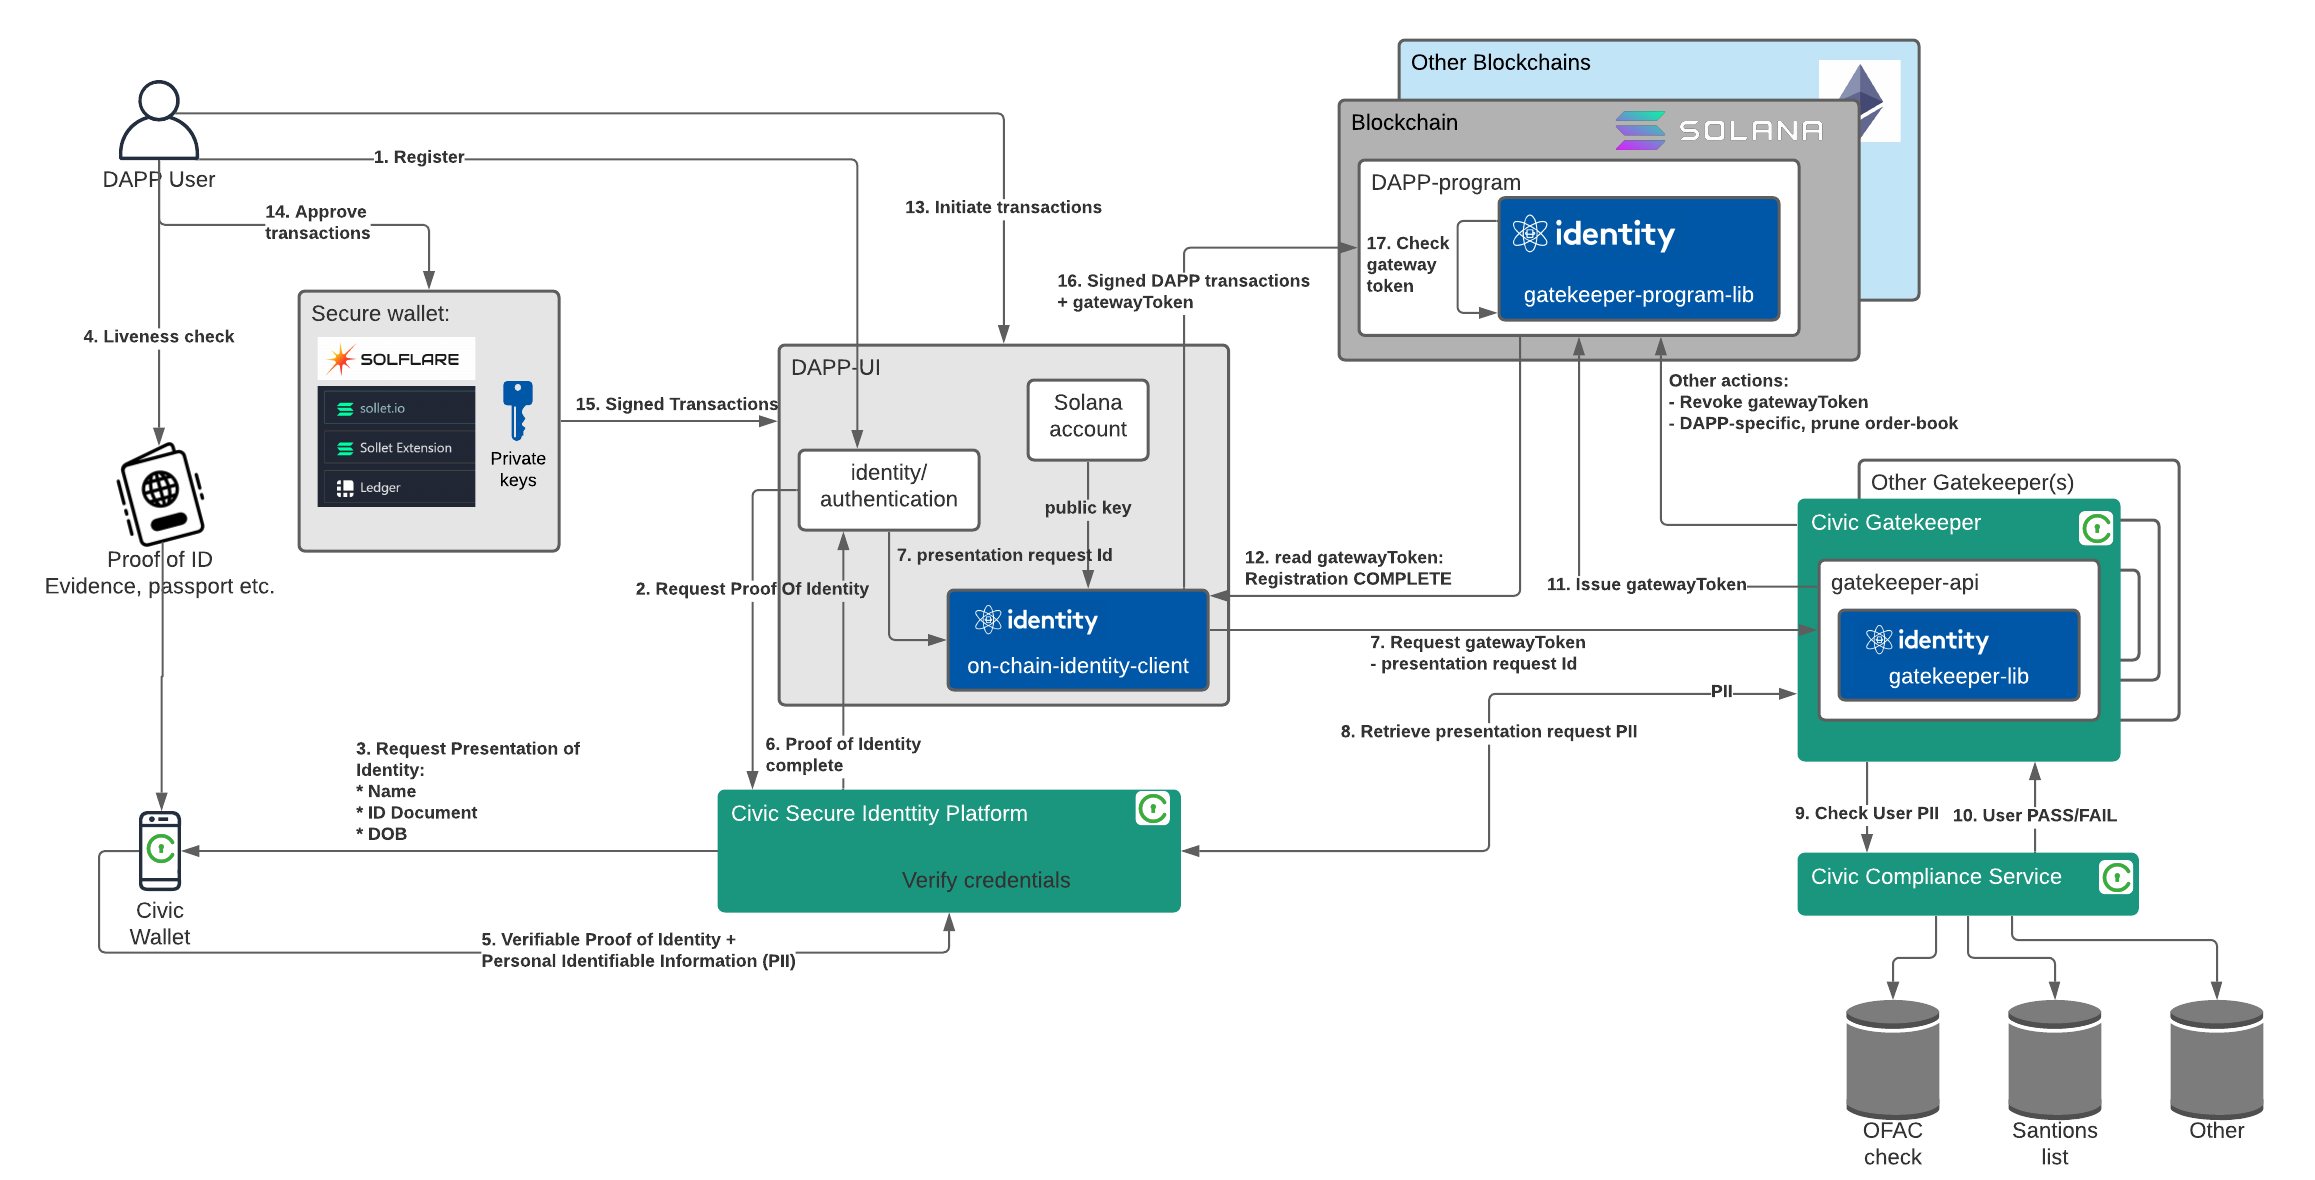 Other Blockchains
Blockchain
SOLANA
DAPP-program
identity
gatekeeper-program-lib
17. Check
gateway
token
DAPP User
1. Register
13. Initiate transactions
14. Approve
transactions
4. Liveness check
Secure wallet:
SOLFLARE
sollet.io
Sollet Extension
Ledger
Private
keys
15. Signed Transactions
16. Signed DAPP transactions
+ gatewayToken
DAPP-UI
Solana
account
identity/
authentication
public key
7. presentation request Id
2. Request Proof Of Identity
identity
on-chain-identity-client
12. read gatewayToken:
Registration COMPLETE
11. Issue gatewayToken
Other actions:
- Revoke gatewayToken
- DAPP-specific, prune order-book
Other Gatekeeper(s)
Civic Gatekeeper
gatekeeper-api
identity
gatekeeper-lib
7. Request gatewayToken
- presentation request Id
PII
8. Retrieve presentation request PII
Proof of ID
Evidence, passport etc.
3. Request Presentation of
Identity:
* Name
* ID Document
* DOB
6. Proof of Identity
complete
Civic Secure Identtity Platform
Verify credentials
Civic
Wallet
5. Verifiable Proof of Identity +
Personal Identifiable Information (PII)
9. Check User PII
10. User PASS/FAIL
Civic Compliance Service
OFAC
check
Santions
list
Other